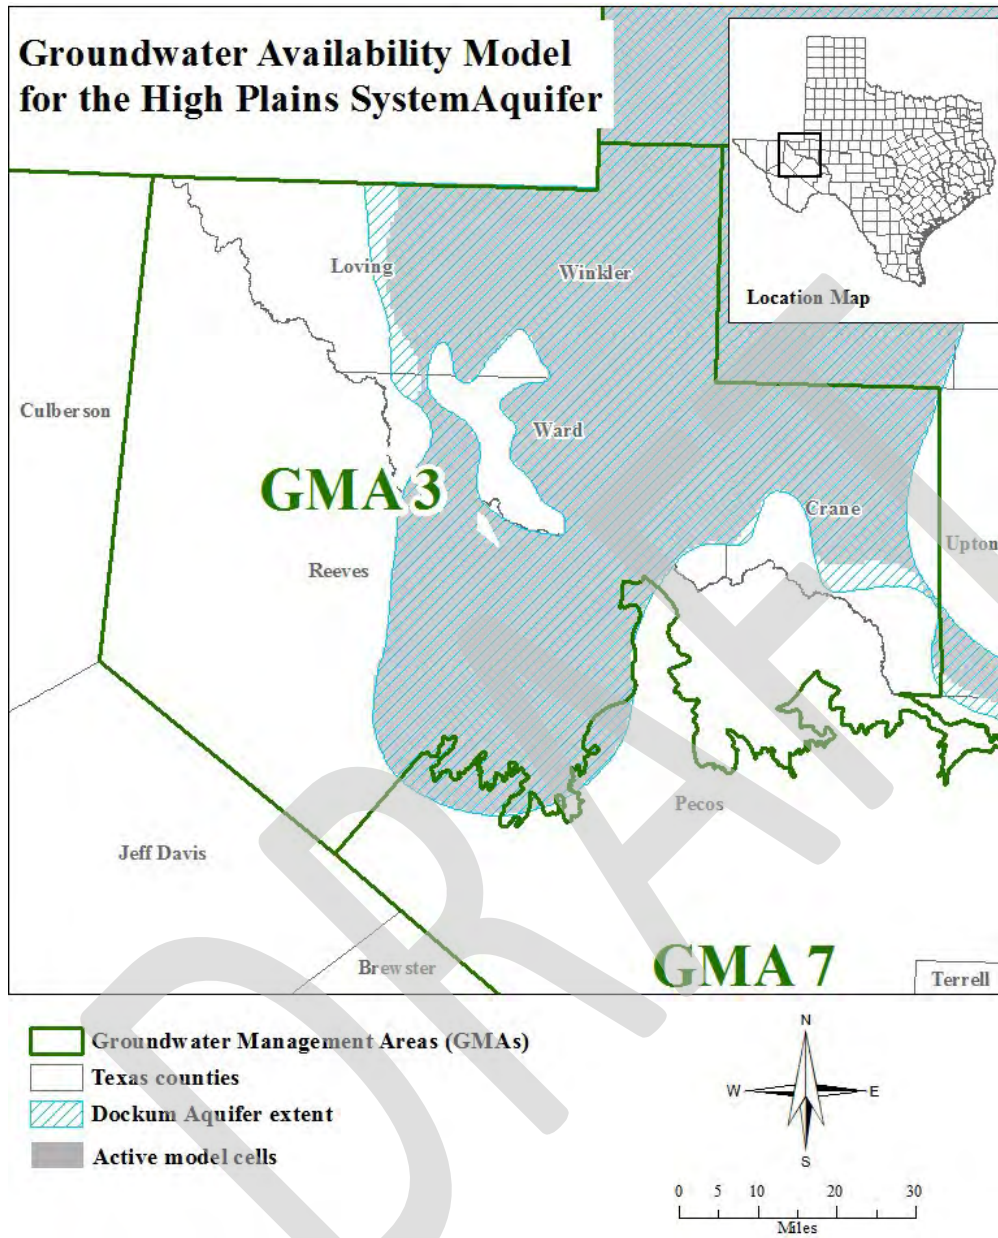 Groundwater Availability Model
for the High Plains SystemAquifer
Location Map
Loving
Winkler
Culberson
Ward
GMA 3
Crane
Upton
Reeves
Pecos
Jeff Davis
Brewster
GMA 7
Terrell
DRAFT
Groundwater Management Areas (GMAs)
Texas counties
Dockum Aquifer extent
Active model cells
N
W E
S
0 5 10 20 30
Miles